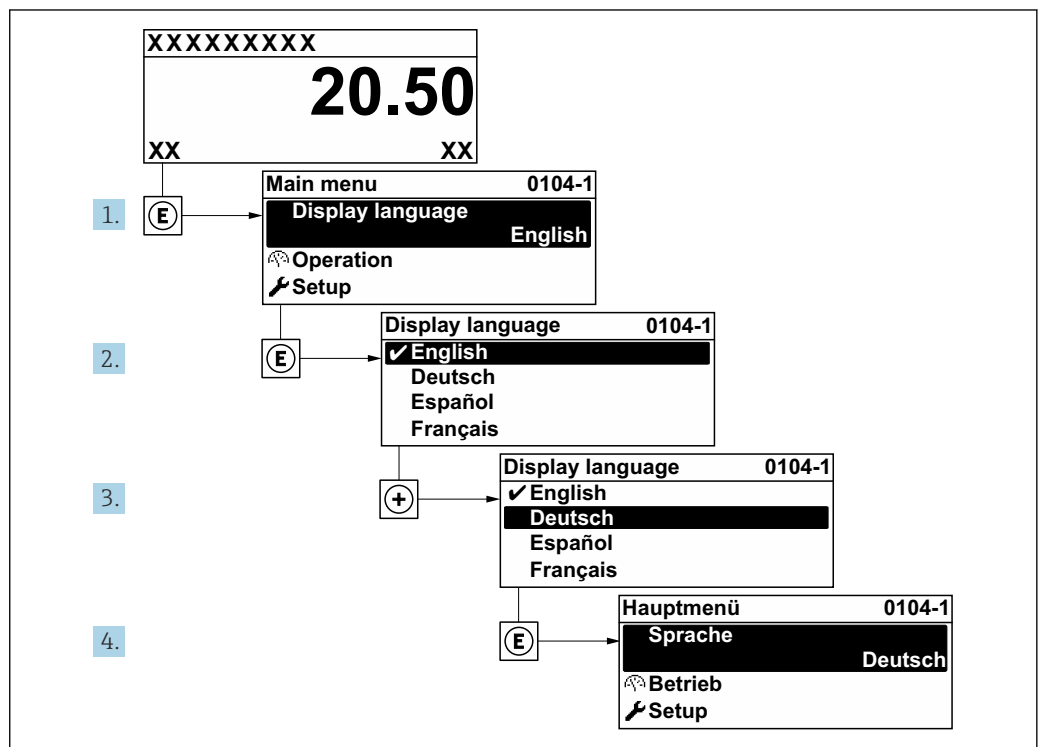 XXXXXXXXX
20.50
XX XX
1. E
Main menu 0104-1
Display language
English
Operation
Setup
2. E
Display language 0104-1
✔ English
Deutsch
Español
Français
3. +
Display language 0104-1
✔ English
Deutsch
Español
Français
4. E
Hauptmenü 0104-1
Sprache
Deutsch
Betrieb
Setup